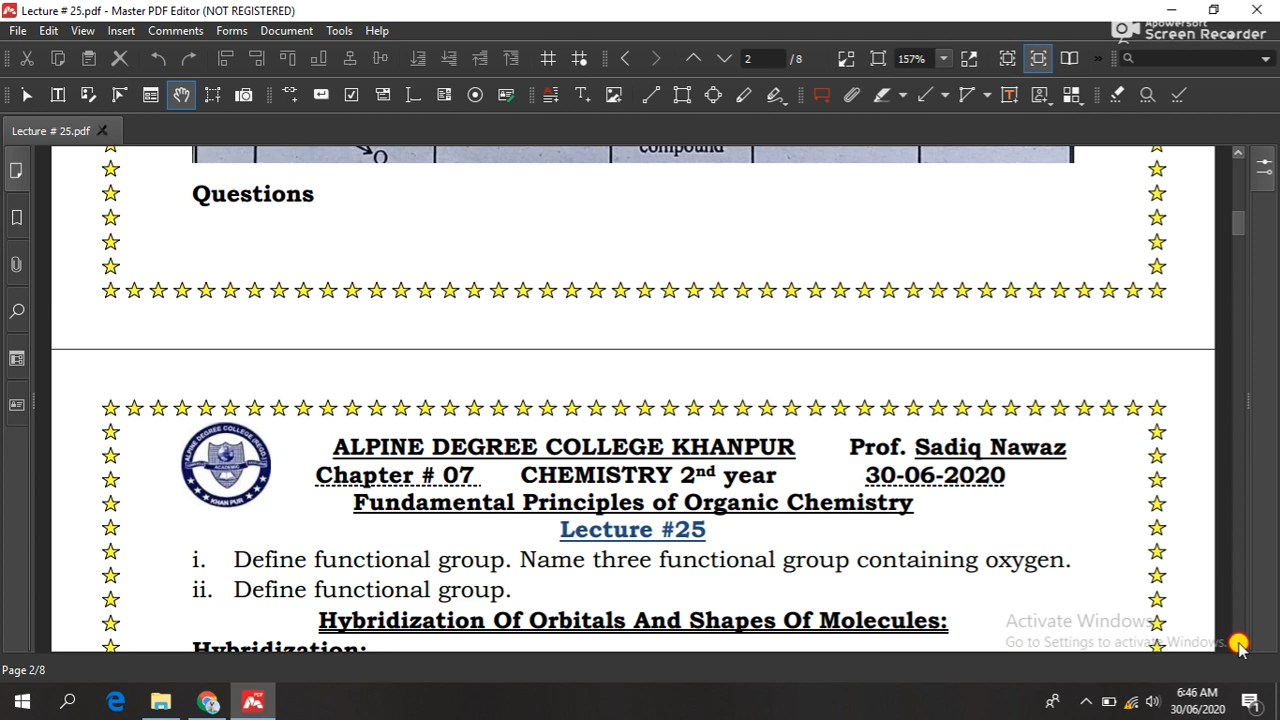 Lecture # 25.pdf - Master PDF Editor (NOT REGISTERED)
File Edit View Insert Comments Forms Document Tools Help
Apowersoft
Screen Recorder
2 / 8 157%
Lecture # 25.pdf
compound
Questions
ALPINE DEGREE COLLEGE KHANPUR Prof. Sadiq Nawaz
Chapter # 07 CHEMISTRY 2nd year 30-06-2020
Fundamental Principles of Organic Chemistry
Lecture #25
i. Define functional group. Name three functional group containing oxygen.
ii. Define functional group.
Hybridization Of Orbitals And Shapes Of Molecules:
Hybridization:
Activate Windows
Go to Settings to activate Windows.
Page 2/8
6:46 AM
30/06/2020